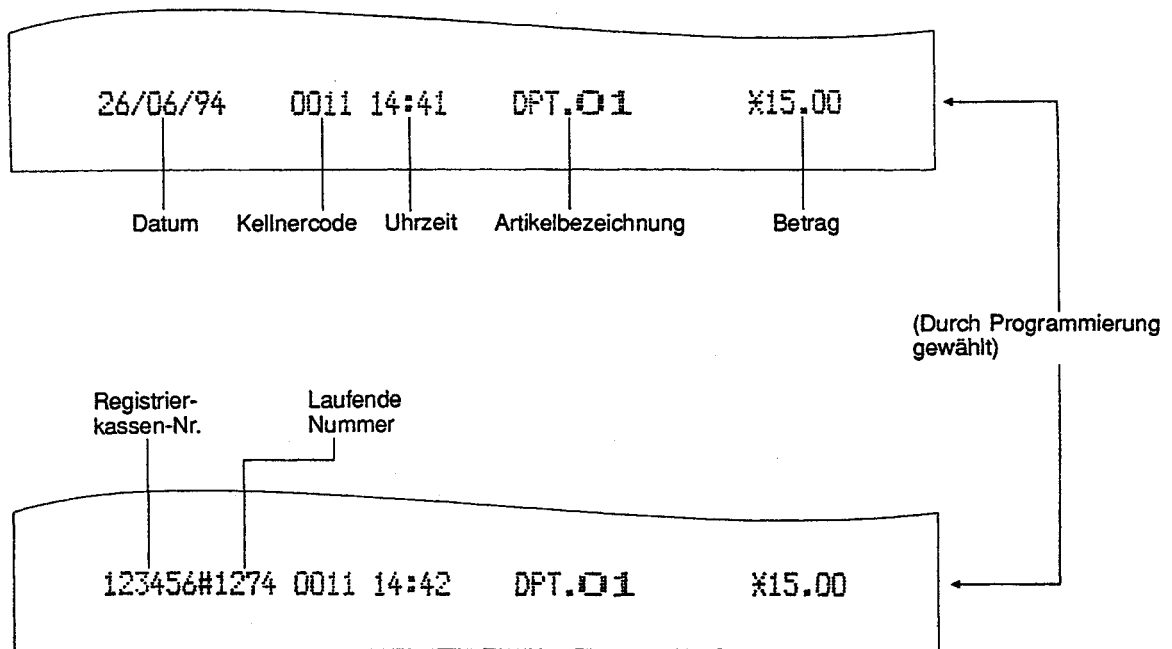 26/06/94 0011 14:41 DPT.01 ¥15.00
Datum Kellnercode Uhrzeit Artikelbezeichnung Betrag
(Durch Programmierung
gewählt)
Registrier-
kassen-Nr.
Laufende
Nummer
123456#1274 0011 14:42 DPT.01 ¥15.00